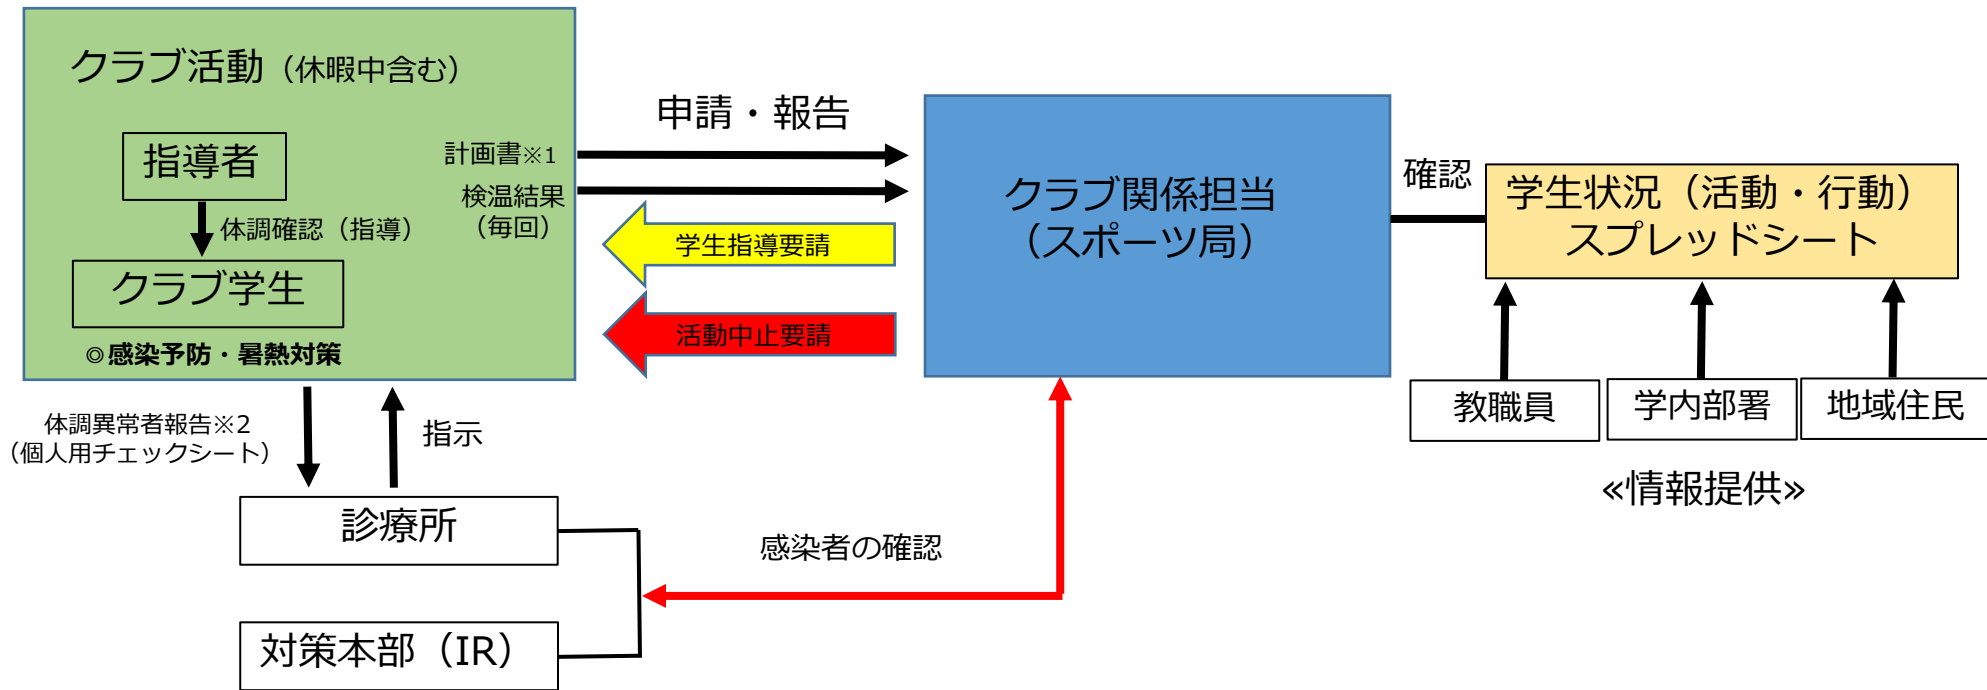 クラブ活動（休暇中含む）
指導者
体調確認（指導）
クラブ学生
◎感染予防・暑熱対策
計画書※1
検温結果
（毎回）
申請・報告
学生指導要請
活動中止要請
クラブ関係担当
（スポーツ局）
確認
学生状況（活動・行動）
スプレッドシート
教職員
学内部署
地域住民
«情報提供»
体調異常者報告※2
（個人用チェックシート）
指示
診療所
感染者の確認
対策本部（IR）